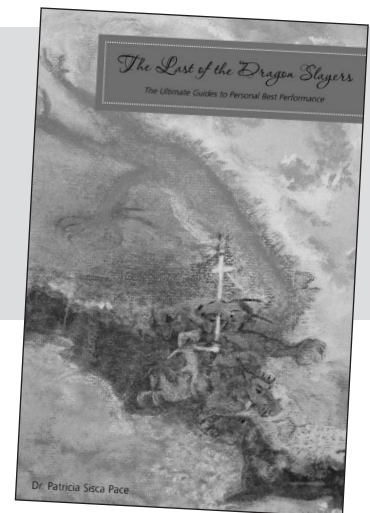 The Last of the Dragon Slayers
The Ultimate Guides to Personal Best Performance
Dr. Patricia Sisca Pace